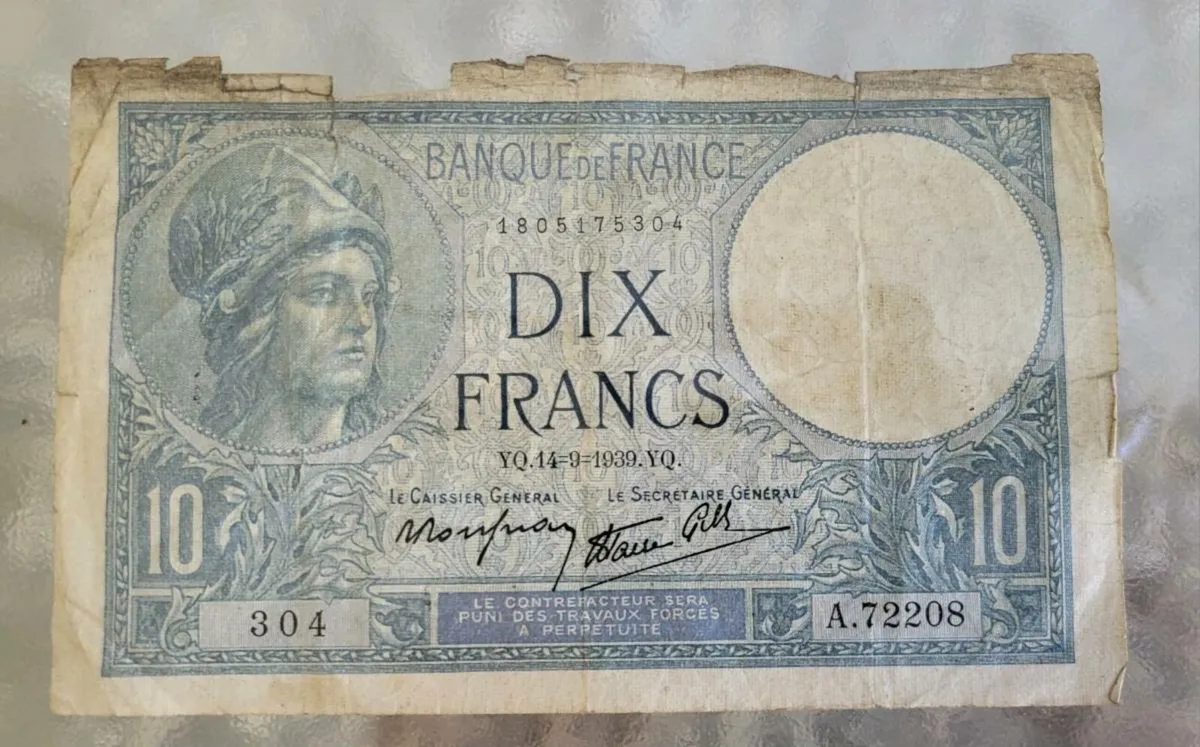 BANQUE DE FRANCE
1805175304
DIX
FRANCS
YQ.14=9=1939.YQ.
LE CAISSIER GÉNÉRAL LE SECRÉTAIRE GÉNÉRAL
10 10
304 LE CONTREFACTEUR SERA
PUNI DES TRAVAUX FORCÉS
A PERPÉTUITÉ
A.72208